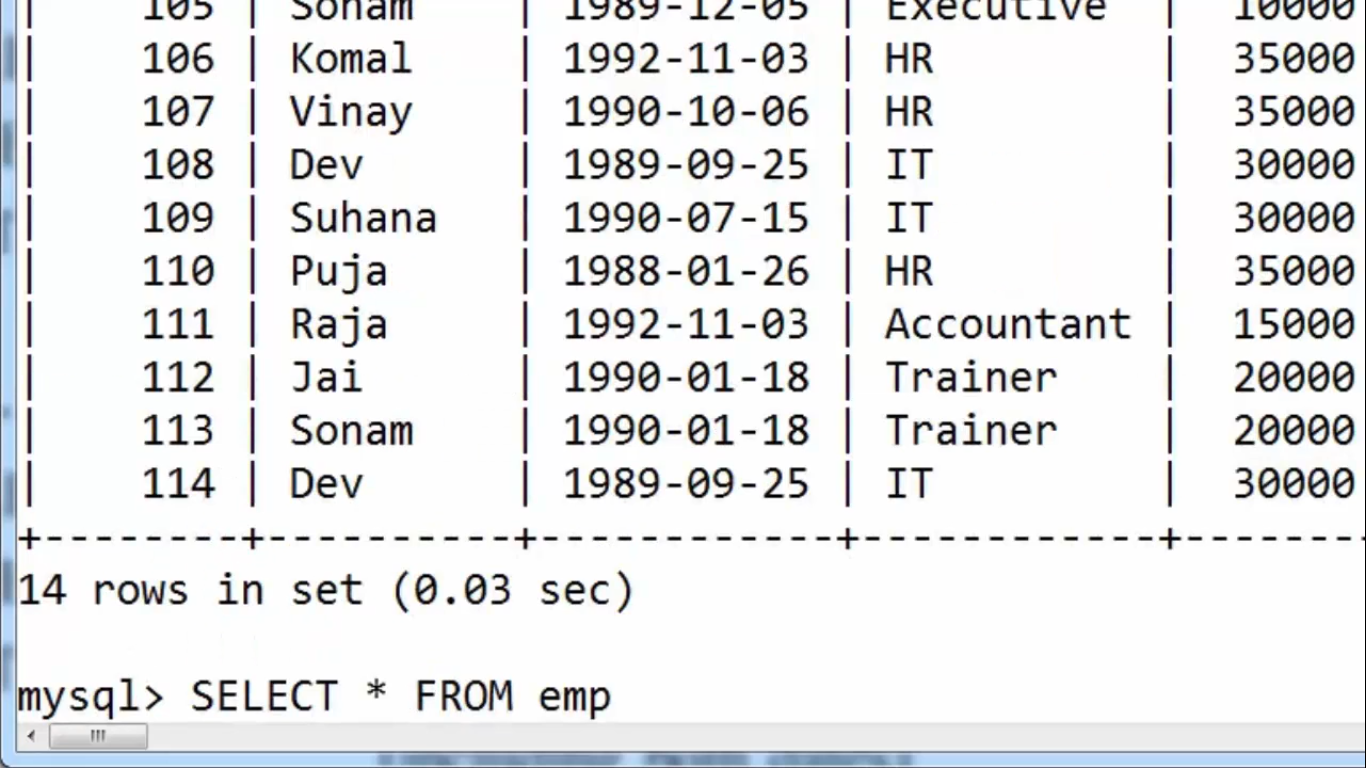 | 105 | Sonam | 1989-12-05 | Executive | 10000
| 106 | Komal | 1992-11-03 | HR | 35000
| 107 | Vinay | 1990-10-06 | HR | 35000
| 108 | Dev | 1989-09-25 | IT | 30000
| 109 | Suhana | 1990-07-15 | IT | 30000
| 110 | Puja | 1988-01-26 | HR | 35000
| 111 | Raja | 1992-11-03 | Accountant | 15000
| 112 | Jai | 1990-01-18 | Trainer | 20000
| 113 | Sonam | 1990-01-18 | Trainer | 20000
| 114 | Dev | 1989-09-25 | IT | 30000
+--------+----------+------------+------------+-------
14 rows in set (0.03 sec)
mysql> SELECT * FROM emp